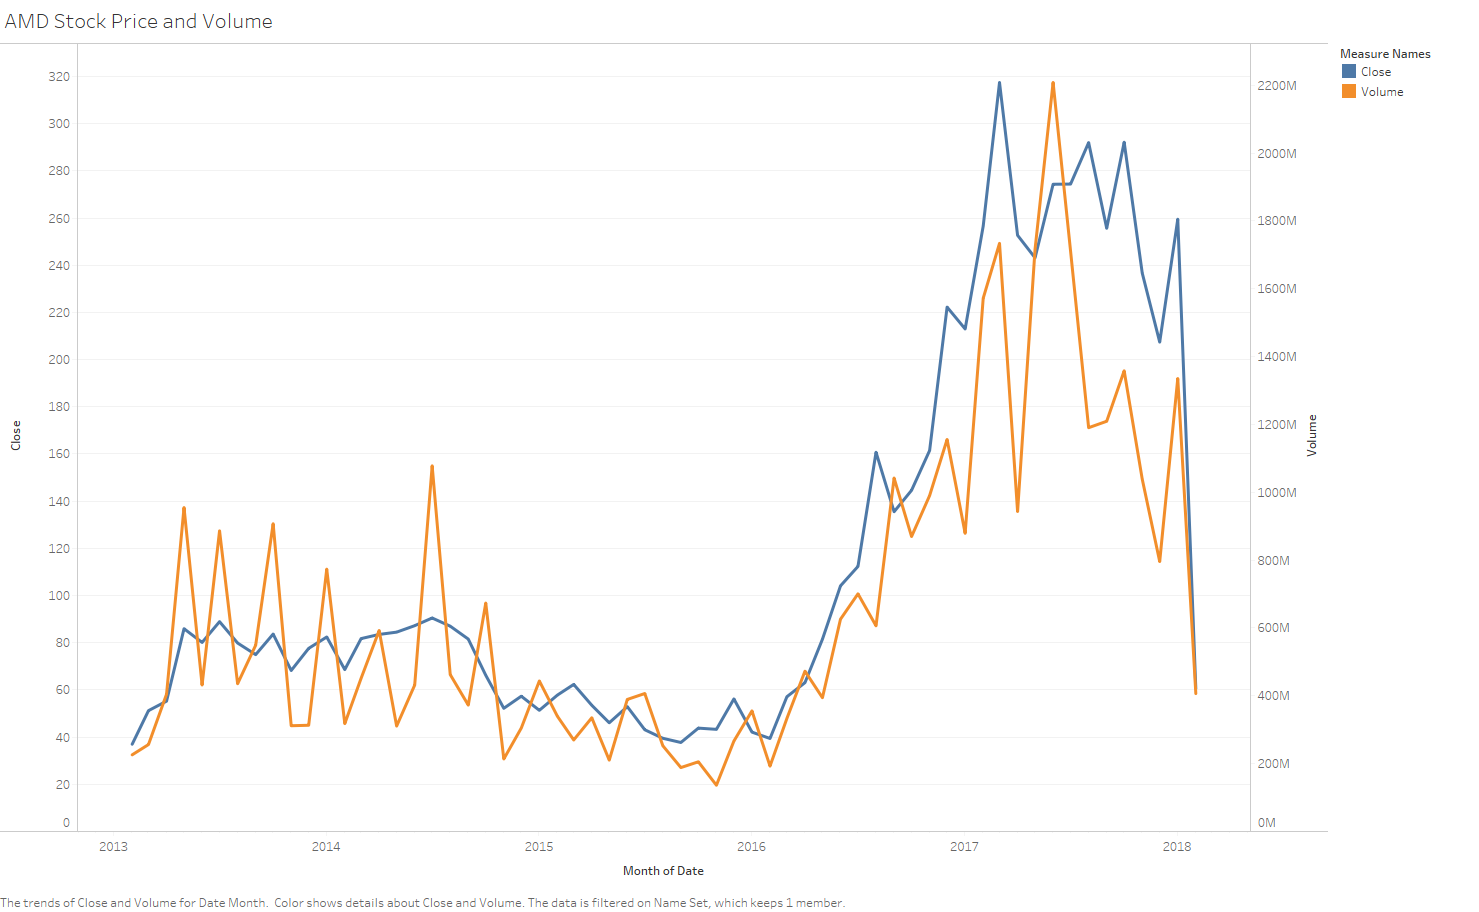 AMD Stock Price and Volume
Measure Names
Close
Volume
320
300
280
260
240
220
200
180
160
140
120
100
80
60
40
20
0
Close
2200M
2000M
1800M
1600M
1400M
1200M
1000M
800M
600M
400M
200M
0M
Volume
2013 2014 2015 2016 2017 2018
Month of Date
The trends of Close and Volume for Date Month. Color shows details about Close and Volume. The data is filtered on Name Set, which keeps 1 member.